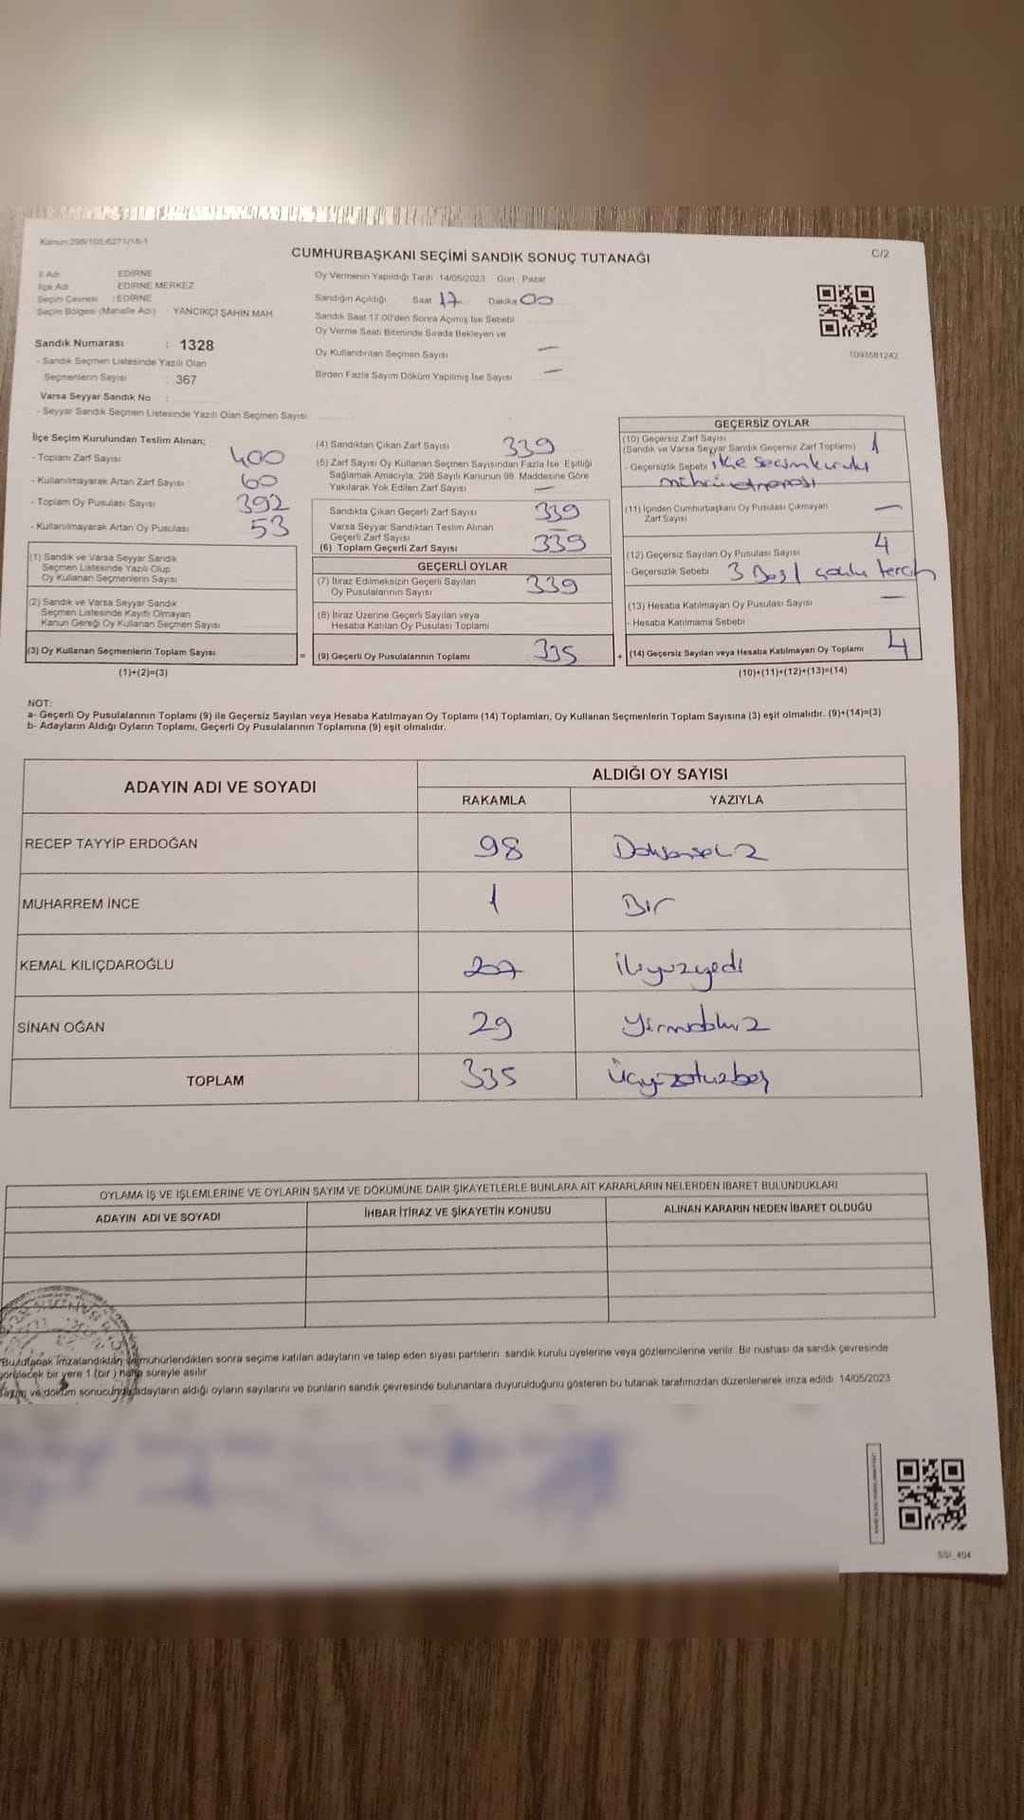 Kanun:298/105;6271/18-1
CUMHURBAŞKANI SEÇİMİ SANDIK SONUÇ TUTANAĞI
C/2
İl Adı EDİRNE
İlçe Adı EDİRNE MERKEZ
Seçim Çevresi :EDİRNE
Seçim Bölgesi (Mahalle Adı) YANCIKÇI ŞAHİN MAH.
Sandık Numarası : 1328
- Sandık Seçmen Listesinde Yazılı Olan
Seçmenlerin Sayısı : 367
Varsa Seyyar Sandık No :
- Seyyar Sandık Seçmen Listesinde Yazılı Olan Seçmen Sayısı:
Oy Vermenin Yapıldığı Tarih 14/05/2023 Gün : Pazar
Sandığın Açıldığı Saat 17 Dakika 00
Sandık Saat 17.00'den Sonra Açımış İse Sebebi
Oy Verme Saati Bitiminde Sırada Bekleyen ve
Oy Kullandırılan Seçmen Sayısı —
Birden Fazla Sayım Döküm Yapılmış İse Sayısı —
1093581242
İlçe Seçim Kurulundan Teslim Alınan;
- Toplam Zarf Sayısı 400
- Kullanılmayarak Artan Zarf Sayısı 60
- Toplam Oy Pusulası Sayısı 392
- Kullanılmayarak Artan Oy Pusulası 53
(1) Sandık ve Varsa Seyyar Sandık
Seçmen Listesinde Yazılı Olup
Oy Kullanan Seçmenlerin Sayısı
(2) Sandık ve Varsa Seyyar Sandık
Seçmen Listesinde Kayıtlı Olmayan
Kanun Gereği Oy Kullanan Seçmen Sayısı
(3) Oy Kullanan Seçmenlerin Toplam Sayısı
(1)+(2)=(3)
=
(4) Sandıktan Çıkan Zarf Sayısı 339
(5) Zarf Sayısı Oy Kullanan Seçmen Sayısından Fazla İse, Eşitliği
Sağlamak Amacıyla, 298 Sayılı Kanunun 98. Maddesine Göre
Yakılarak Yok Edilen Zarf Sayısı —
Sandıkta Çıkan Geçerli Zarf Sayısı 339
Varsa Seyyar Sandıktan Teslim Alınan
Geçerli Zarf Sayısı —
(6) Toplam Geçerli Zarf Sayısı 339
GEÇERLİ OYLAR
(7) İtiraz Edilmeksizin Geçerli Sayılan
Oy Pusulalarının Sayısı 339
(8) İtiraz Üzerine Geçerli Sayılan veya
Hesaba Katılan Oy Pusulası Toplamı
(9) Geçerli Oy Pusulalarının Toplamı 335
+
GEÇERSİZ OYLAR
(10) Geçersiz Zarf Sayısı 1
(Sandık ve Varsa Seyyar Sandık Geçersiz Zarf Toplamı)
- Geçersizlik Sebebi ilçe seçim kurulu
mührü olmaması
(11) İçinden Cumhurbaşkanı Oy Pusulası Çıkmayan
Zarf Sayısı —
(12) Geçersiz Sayılan Oy Pusulası Sayısı 4
- Geçersizlik Sebebi 3 Boş 1 çoklu tercih
(13) Hesaba Katılmayan Oy Pusulası Sayısı —
- Hesaba Katılmama Sebebi
(14) Geçersiz Sayılan veya Hesaba Katılmayan Oy Toplamı 4
(10)+(11)+(12)+(13)=(14)
NOT:
a- Geçerli Oy Pusulalarının Toplamı (9) ile Geçersiz Sayılan veya Hesaba Katılmayan Oy Toplamı (14) Toplamları, Oy Kullanan Seçmenlerin Toplam Sayısına (3) eşit olmalıdır. (9)+(14)=(3)
b- Adayların Aldığı Oyların Toplamı, Geçerli Oy Pusulalarının Toplamına (9) eşit olmalıdır.
ADAYIN ADI VE SOYADI ALDIĞI OY SAYISI
RAKAMLA YAZIYLA
RECEP TAYYİP ERDOĞAN 98 Doksansekiz
MUHARREM İNCE 1 Bir
KEMAL KILIÇDAROĞLU 207 ikiyüzyedi
SİNAN OĞAN 29 Yirmidokuz
TOPLAM 335 Üçyüzotuzbeş
OYLAMA İŞ VE İŞLEMLERİNE VE OYLARIN SAYIM VE DÖKÜMÜNE DAİR ŞİKAYETLERLE BUNLARA AİT KARARLARIN NELERDEN İBARET BULUNDUKLARI
ADAYIN ADI VE SOYADI İHBAR İTİRAZ VE ŞİKAYETİN KONUSU ALINAN KARARIN NEDEN İBARET OLDUĞU
Bu tutanak imzalandıktan ve mühürlendikten sonra seçime katılan adayların ve talep eden siyasi partilerin sandık kurulu üyelerine veya gözlemcilerine verilir. Bir nüshası da sandık çevresinde
görülecek bir yere 1 (bir) hafta süreyle asılır
Sayım ve döküm sonucunda adayların aldığı oyların sayılarını ve bunların sandık çevresinde bulunanlara duyurulduğunu gösteren bu tutanak tarafımızdan düzenlenerek imza edildi. 14/05/2023
SSI_404